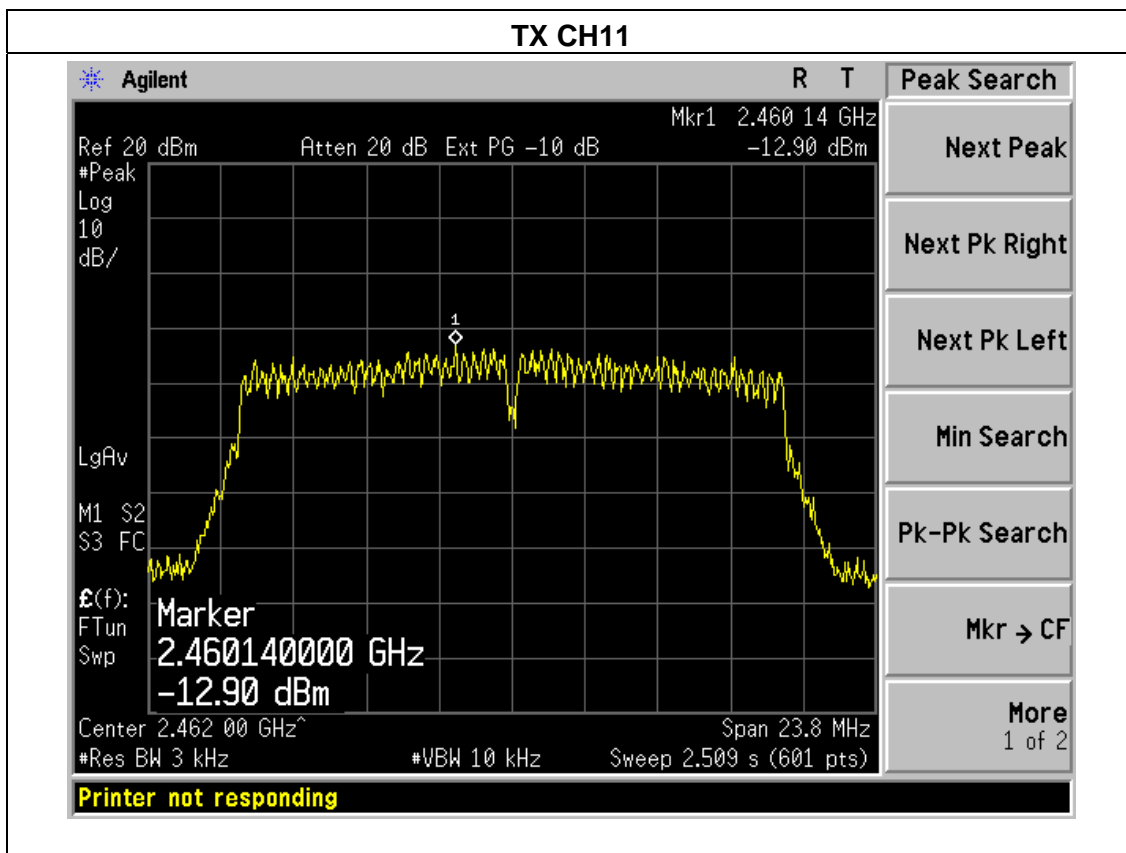 TX CH11
Agilent R T Peak Search
Mkr1 2.460 14 GHz
Ref 20 dBm Atten 20 dB Ext PG -10 dB -12.90 dBm
#Peak
Log
10
dB/
1
LgAv
M1 S2
S3 FC
£(f):
FTun
Swp
Marker
2.460140000 GHz
-12.90 dBm
Center 2.462 00 GHz^ Span 23.8 MHz
#Res BW 3 kHz #VBW 10 kHz Sweep 2.509 s (601 pts)
Printer not responding
Next Peak
Next Pk Right
Next Pk Left
Min Search
Pk-Pk Search
Mkr → CF
More
1 of 2